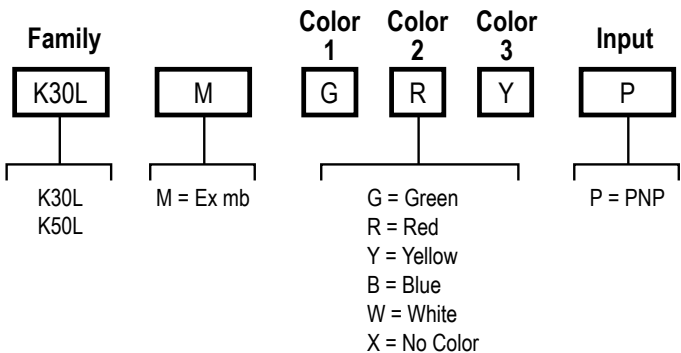 Family
Color 1
Color 2
Color 3
Input
K30L
M
G
R
Y
P
K30L
K50L
M = Ex mb
G = Green
R = Red
Y = Yellow
B = Blue
W = White
X = No Color
P = PNP